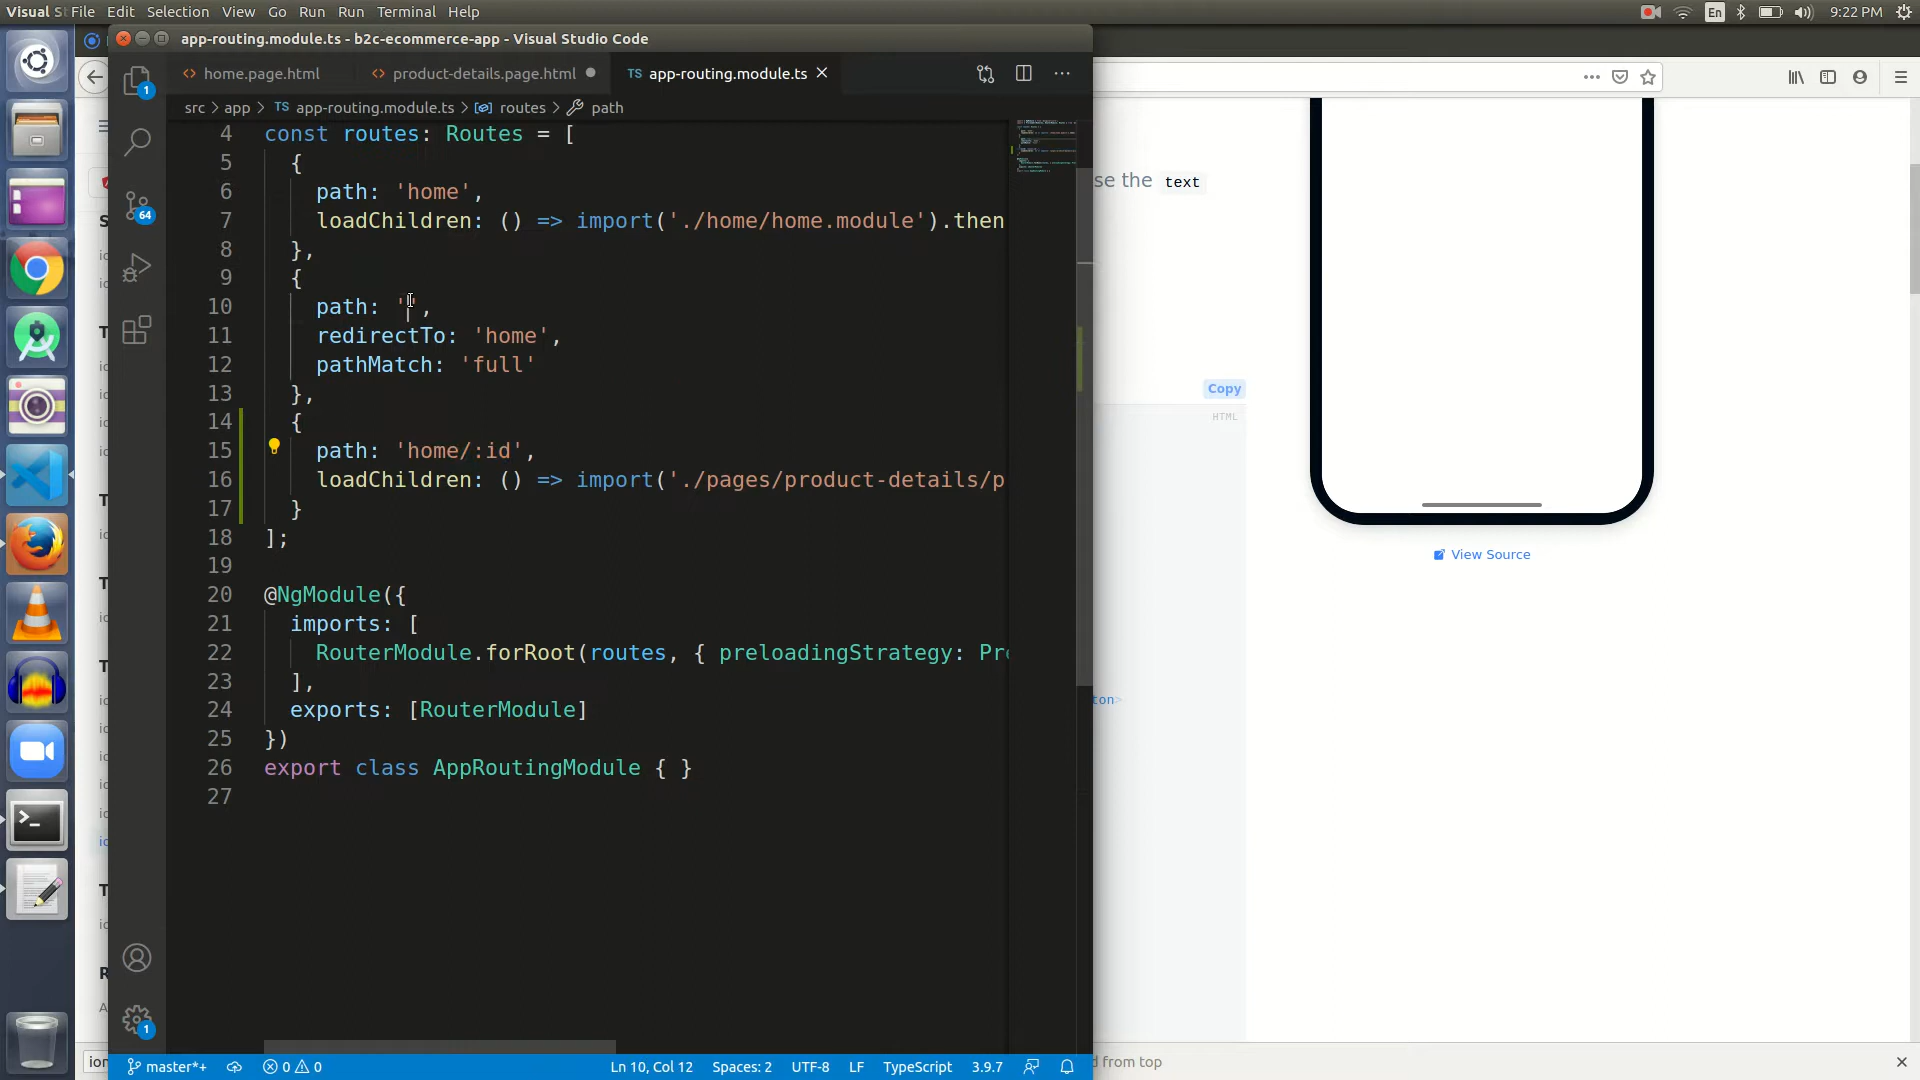 Visual S File Edit Selection View Go Run Run Terminal Help
En 9:22 PM
app-routing.module.ts - b2c-ecommerce-app - Visual Studio Code
home.page.html product-details.page.html TS app-routing.module.ts
src > app > TS app-routing.module.ts > routes > path
4 const routes: Routes = [
5 {
6 path: 'home',
7 loadChildren: () => import('./home/home.module').then
8 },
9 {
10 path: '',
11 redirectTo: 'home',
12 pathMatch: 'full'
13 },
14 {
15 path: 'home/:id',
16 loadChildren: () => import('./pages/product-details/p
17 }
18 ];
19
20 @NgModule({
21 imports: [
22 RouterModule.forRoot(routes, { preloadingStrategy: Pre
23 ],
24 exports: [RouterModule]
25 })
26 export class AppRoutingModule { }
27
1
64
1
se the text
Copy
HTML
ton>
View Source
ion
d from top
master*+ 0 0 Ln 10, Col 12 Spaces: 2 UTF-8 LF TypeScript 3.9.7